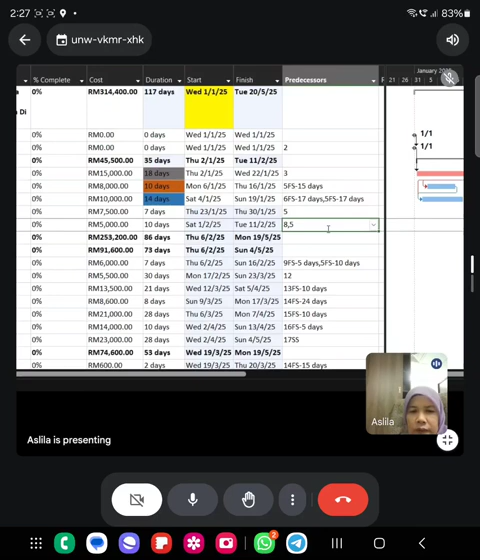 2:27 83%
unw-vkmr-xhk
% Complete Cost Duration Start Finish Predecessors
January 20
21 26 31 5
0% RM314,400.00 117 days Wed 1/1/25 Tue 20/5/25
Di
0% RM0.00 0 days Wed 1/1/25 Wed 1/1/25 1/1
0% RM0.00 0 days Wed 1/1/25 Wed 1/1/25 2 1/1
0% RM45,500.00 35 days Thu 2/1/25 Tue 11/2/25
0% RM15,000.00 18 days Thu 2/1/25 Wed 22/1/25 3
0% RM8,000.00 10 days Mon 6/1/25 Thu 16/1/25 5FS-15 days
0% RM10,000.00 14 days Sat 4/1/25 Sun 19/1/25 6FS-17 days,5FS-17 days
0% RM7,500.00 7 days Thu 23/1/25 Thu 30/1/25 5
0% RM5,000.00 10 days Sat 1/2/25 Tue 11/2/25 8,5
0% RM253,200.00 86 days Thu 6/2/25 Mon 19/5/25
0% RM91,600.00 73 days Thu 6/2/25 Sun 4/5/25
0% RM6,000.00 7 days Thu 6/2/25 Sun 16/2/25 9FS-5 days,5FS-10 days
0% RM5,500.00 30 days Mon 17/2/25 Sun 23/3/25 12
0% RM13,500.00 21 days Wed 12/3/25 Sat 5/4/25 13FS-10 days
0% RM8,600.00 8 days Sun 9/3/25 Mon 17/3/25 14FS-24 days
0% RM21,000.00 28 days Thu 6/3/25 Mon 7/4/25 15FS-10 days
0% RM14,000.00 10 days Wed 2/4/25 Sun 13/4/25 16FS-5 days
0% RM23,000.00 28 days Wed 2/4/25 Sun 4/5/25 17SS
0% RM74,600.00 53 days Wed 19/3/25 Mon 19/5/25
0% RM600.00 2 days Wed 19/3/25 Thu 20/3/25 14FS-15 days
Aslila
Aslila is presenting
2